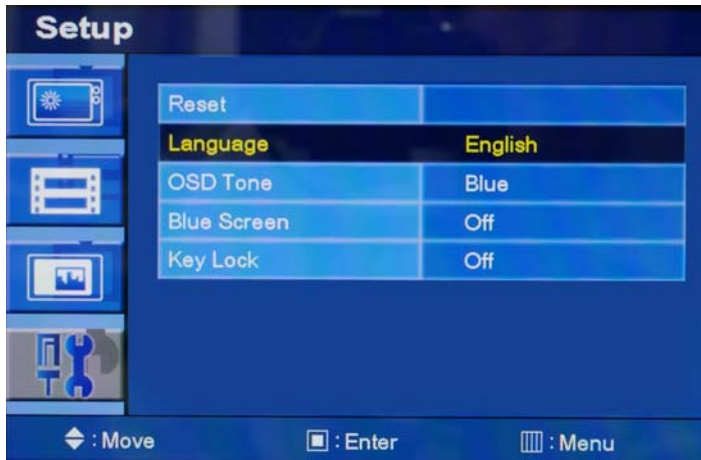 Setup
Reset
Language English
OSD Tone Blue
Blue Screen Off
Key Lock Off
: Move : Enter : Menu